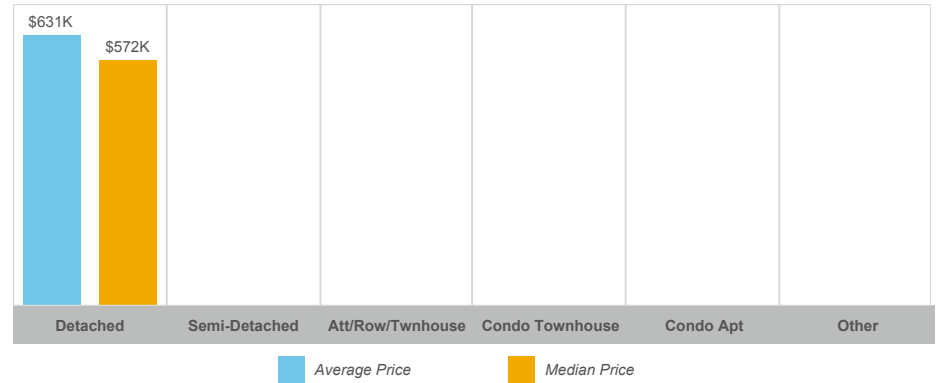 $631K
$572K
Detached
Semi-Detached
Att/Row/Twnhouse
Condo Townhouse
Condo Apt
Other
Average Price
Median Price